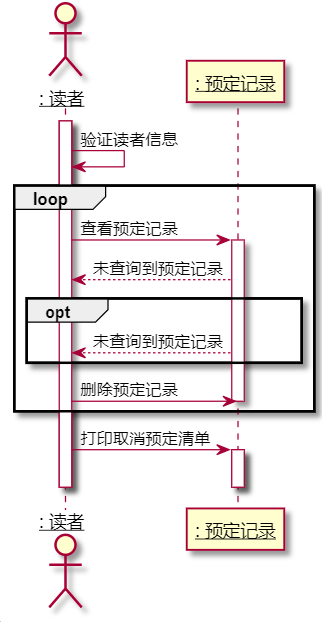 : 读者
: 预定记录
验证读者信息
loop
查看预定记录
未查询到预定记录
opt
未查询到预定记录
删除预定记录
打印取消预定清单
: 读者
: 预定记录